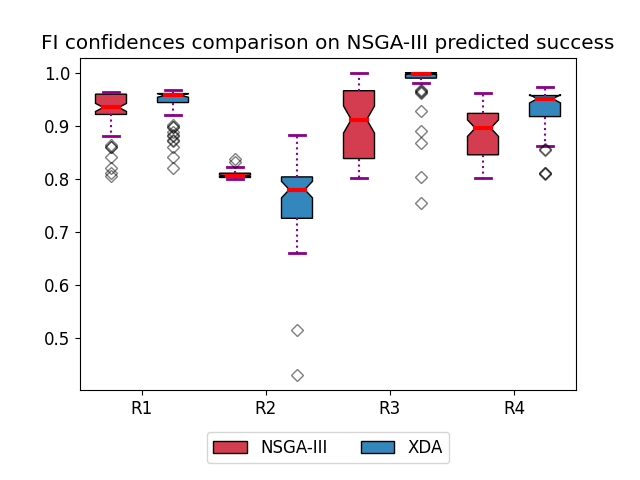 FI confidences comparison on NSGA-III predicted success
1.0
0.9
0.8
0.7
0.6
0.5
R1 R2 R3 R4
NSGA-III XDA